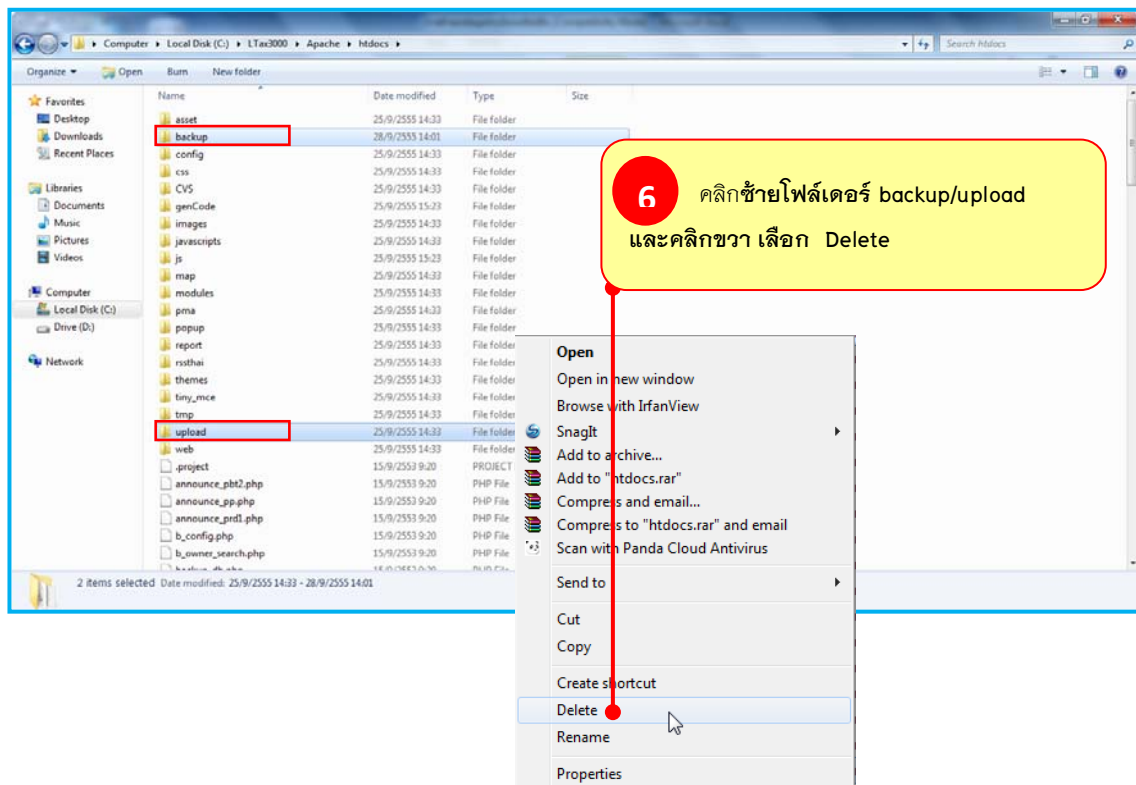 Computer ▸ Local Disk (C:) ▸ LTax3000 ▸ Apache ▸ htdocs ▸
Search htdocs
Organize Open Burn New folder
Name Date modified Type Size
Favorites
Desktop
Downloads
Recent Places
Libraries
Documents
Music
Pictures
Videos
Computer
Local Disk (C:)
Drive (D:)
Network
asset 25/9/2555 14:33 File folder
backup 28/9/2555 14:01 File folder
config 25/9/2555 14:33 File folder
css 25/9/2555 14:33 File folder
CVS 25/9/2555 14:33 File folder
genCode 25/9/2555 15:23 File folder
images 25/9/2555 14:33 File folder
javascripts 25/9/2555 14:33 File folder
js 25/9/2555 15:23 File folder
map 25/9/2555 14:33 File folder
modules 25/9/2555 14:33 File folder
pma 25/9/2555 14:33 File folder
popup 25/9/2555 14:33 File folder
report 25/9/2555 14:33 File folder
rssthai 25/9/2555 14:33 File folder
themes 25/9/2555 14:33 File folder
tiny_mce 25/9/2555 14:33 File folder
tmp 25/9/2555 14:33 File folder
upload 25/9/2555 14:33 File folder
web 25/9/2555 14:33 File folder
.project 15/9/2553 9:20 PROJECT
announce_pbt2.php 15/9/2553 9:20 PHP File
announce_pp.php 15/9/2553 9:20 PHP File
announce_prd1.php 15/9/2553 9:20 PHP File
b_config.php 15/9/2553 9:20 PHP File
b_owner_search.php 15/9/2553 9:20 PHP File
2 items selected Date modified: 25/9/2555 14:33 - 28/9/2555 14:01
6 คลิกซ้ายโฟล์เดอร์ backup/upload
และคลิกขวา เลือก Delete
Open
Open in new window
Browse with IrfanView
SnagIt
Add to archive...
Add to "htdocs.rar"
Compress and email...
Compress to "htdocs.rar" and email
Scan with Panda Cloud Antivirus
Send to
Cut
Copy
Create shortcut
Delete
Rename
Properties